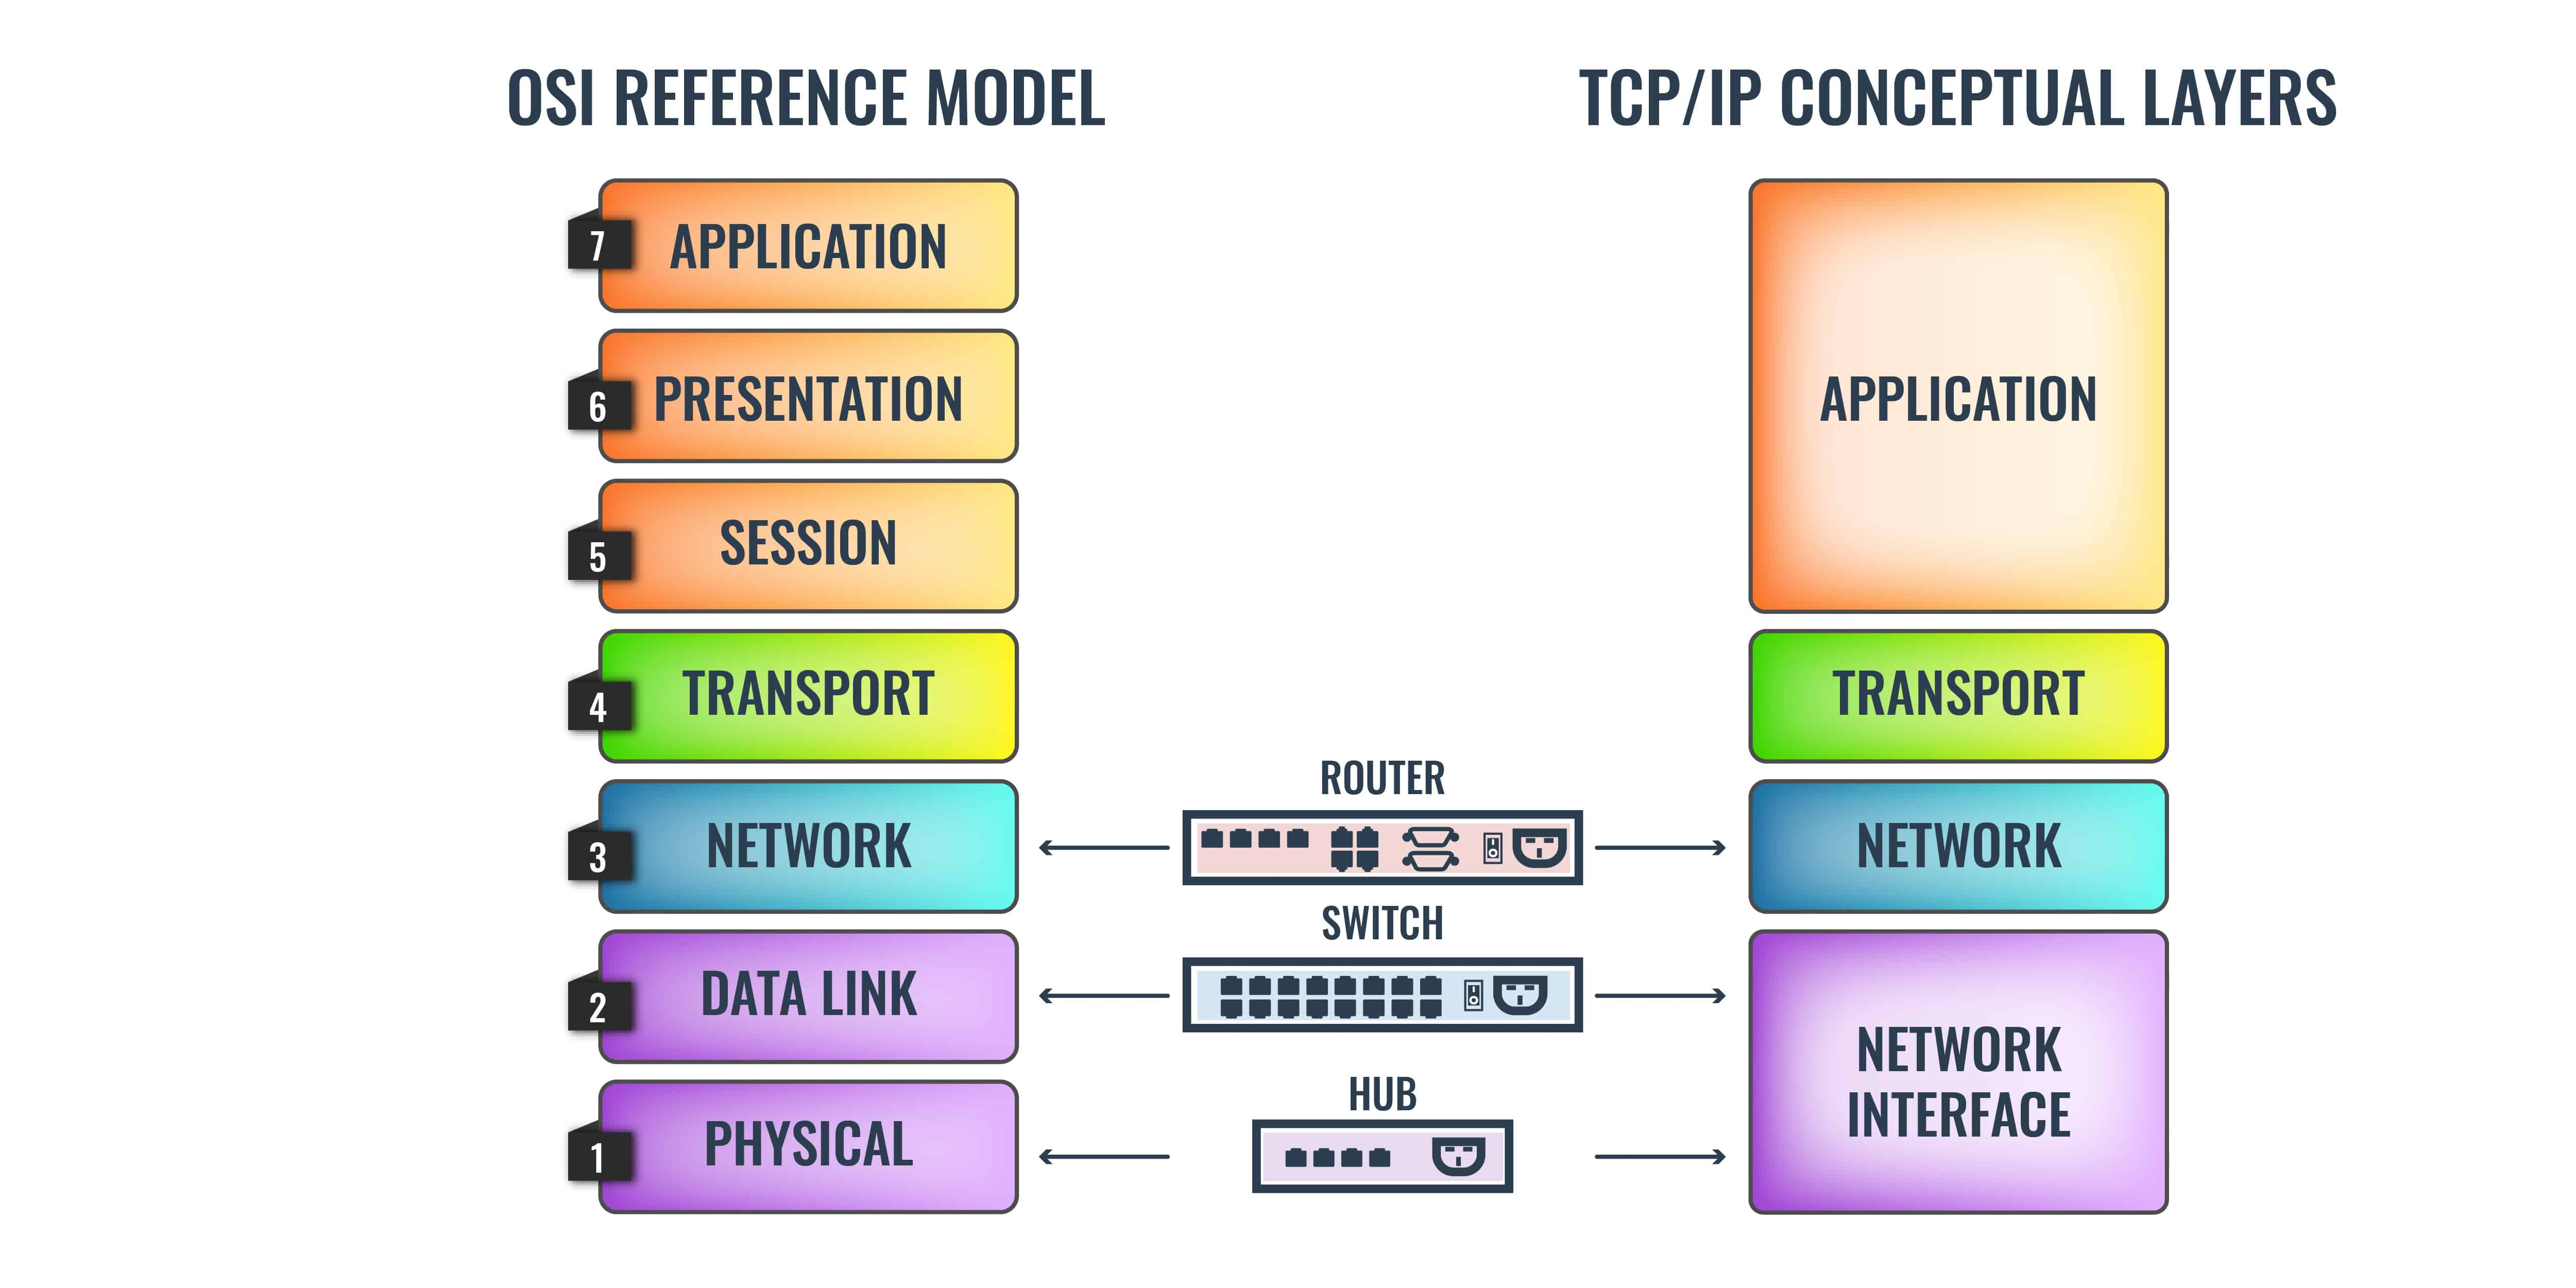 OSI REFERENCE MODEL
TCP/IP CONCEPTUAL LAYERS
7
APPLICATION
6
PRESENTATION
5
SESSION
4
TRANSPORT
3
NETWORK
2
DATA LINK
1
PHYSICAL
ROUTER
SWITCH
HUB
APPLICATION
TRANSPORT
NETWORK
NETWORK
INTERFACE